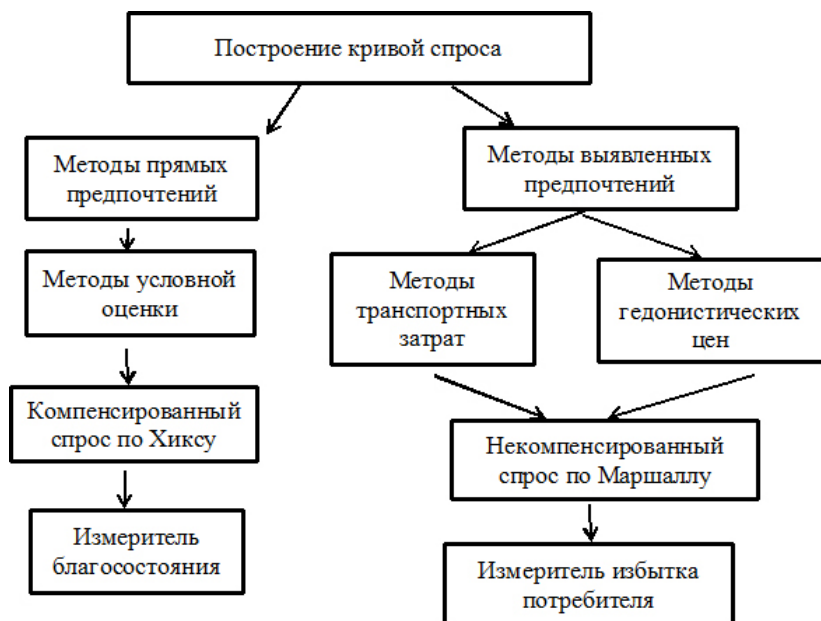 Построение кривой спроса
Методы прямых
предпочтений
Методы выявленных
предпочтений
Методы условной
оценки
Методы
транспортных
затрат
Методы
гедонистических
цен
Компенсированный
спрос по Хиксу
Некомпенсированный
спрос по Маршаллу
Измеритель
благосостояния
Измеритель избытка
потребителя